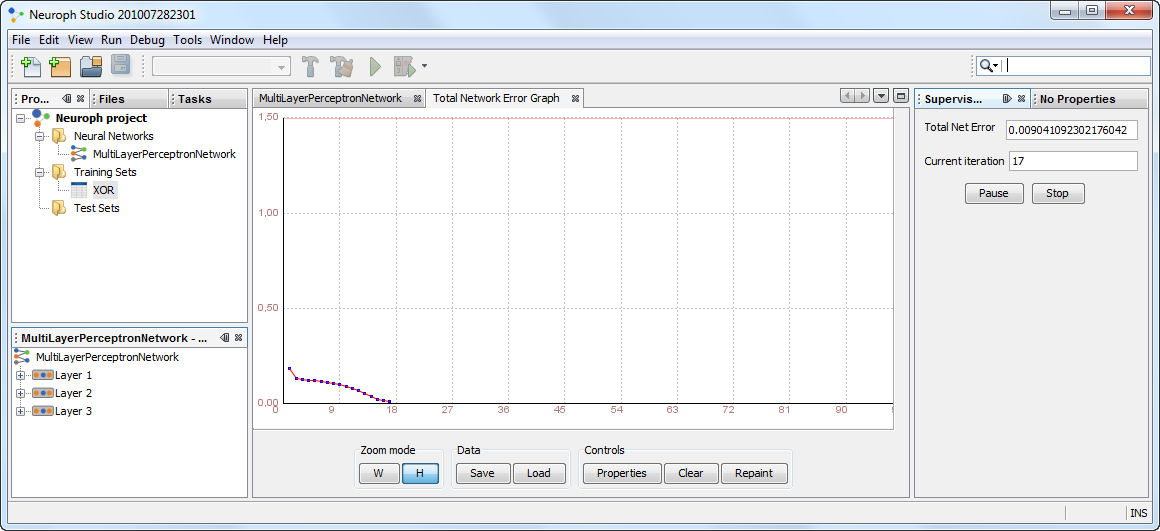 Neuroph Studio 201007282301
File Edit View Run Debug Tools Window Help
Pro... Files Tasks
Neuroph project
Neural Networks
MultiLayerPerceptronNetwork
Training Sets
XOR
Test Sets
MultiLayerPerceptronNetwork - ...
MultiLayerPerceptronNetwork
Layer 1
Layer 2
Layer 3
MultiLayerPerceptronNetwork Total Network Error Graph
1,50
1,00
0,50
0,00
0 9 18 27 36 45 54 63 72 81 90
Zoom mode Data Controls
W H Save Load Properties Clear Repaint
Supervis... No Properties
Total Net Error 0.009041092302176042
Current iteration 17
Pause Stop
INS